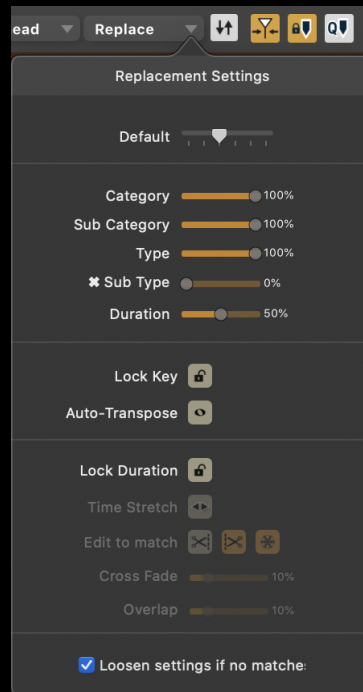 ead Replace QU
Replacement Settings
Default
Category 100%
Sub Category 100%
Type 100%
✖ Sub Type 0%
Duration 50%
Lock Key
Auto-Transpose
Lock Duration
Time Stretch
Edit to match
Cross Fade 10%
Overlap 10%
Loosen settings if no matche